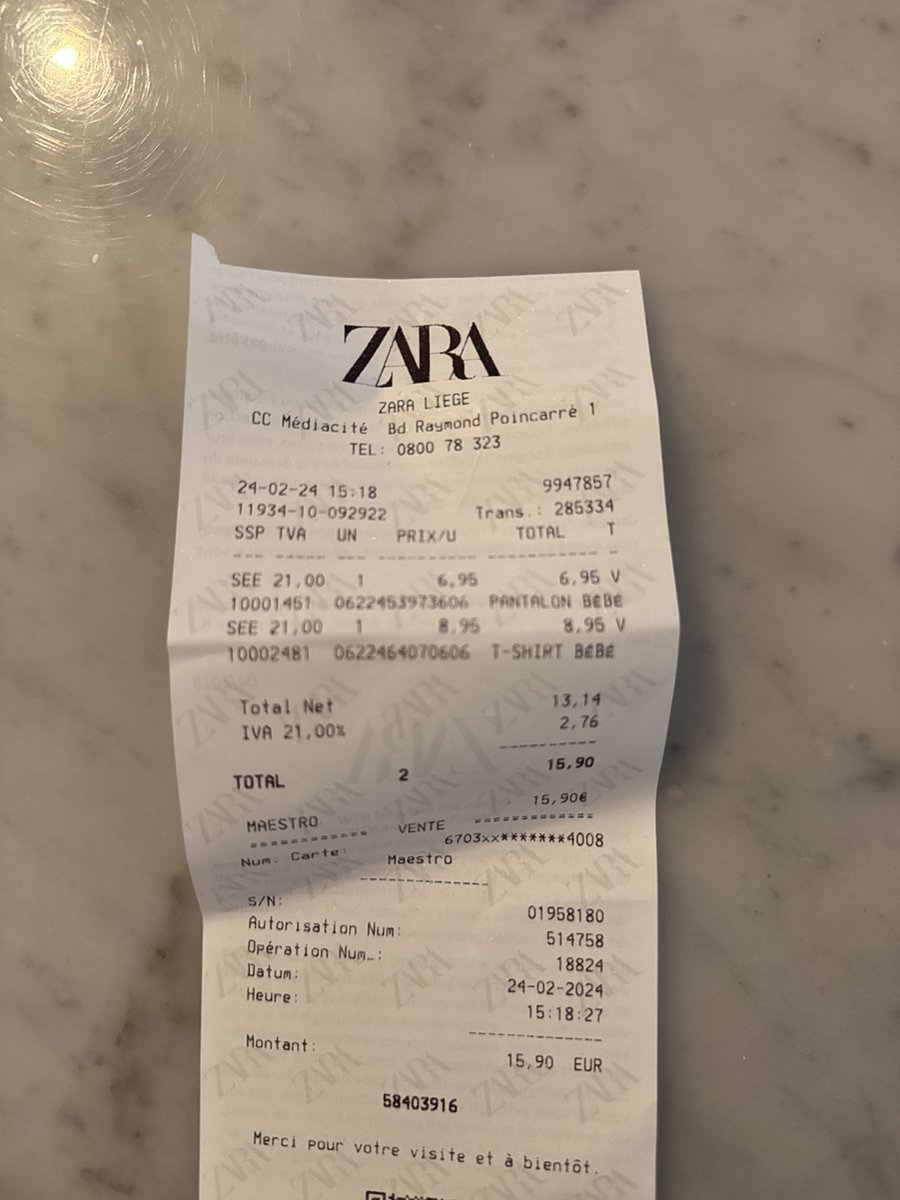 ZARA
ZARA LIEGE
CC Médiacité Bd Raymond Poincarré 1
TEL: 0800 78 323
24-02-24 15:18 9947857
11934-10-092922 Trans.: 285334
SSP TVA UN PRIX/U TOTAL T
--- ----- --- ---------- ----------- -
SEE 21,00 1 6,95 6,95 V
10001451 0622453973606 PANTALON BÉBÉ
SEE 21,00 1 8,95 8,95 V
10002481 0622464070606 T-SHIRT BÉBÉ
Total Net 13,14
IVA 21,00% 2,76
----------
TOTAL 2 15,90
MAESTRO 15,90€
============ VENTE ============
Num. Carte: 6703xx*******4008
Maestro
-------------
S/N: 01958180
Autorisation Num: 514758
Opération Num.: 18824
Datum: 24-02-2024
Heure: 15:18:27
-------------
Montant: 15,90 EUR
58403916
Merci pour votre visite et à bientôt.